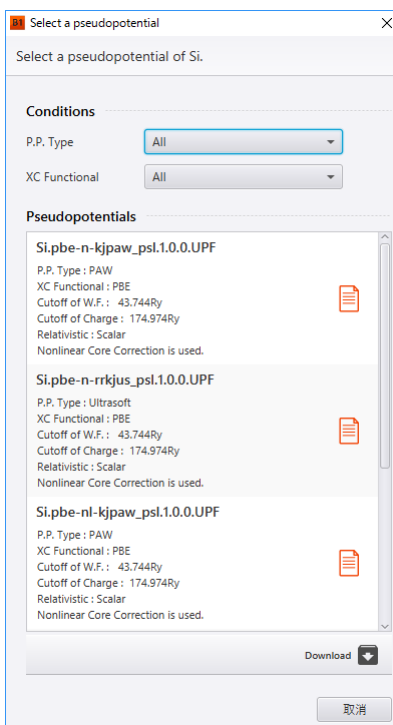 B1 Select a pseudopotential
Select a pseudopotential of Si.
Conditions
P.P. Type All
XC Functional All
Pseudopotentials
Si.pbe-n-kjpaw_psl.1.0.0.UPF
P.P. Type : PAW
XC Functional : PBE
Cutoff of W.F. : 43.744Ry
Cutoff of Charge : 174.974Ry
Relativistic : Scalar
Nonlinear Core Correction is used.
Si.pbe-n-rrkjus_psl.1.0.0.UPF
P.P. Type : Ultrasoft
XC Functional : PBE
Cutoff of W.F. : 43.744Ry
Cutoff of Charge : 174.974Ry
Relativistic : Scalar
Nonlinear Core Correction is used.
Si.pbe-nl-kjpaw_psl.1.0.0.UPF
P.P. Type : PAW
XC Functional : PBE
Cutoff of W.F. : 43.744Ry
Cutoff of Charge : 174.974Ry
Relativistic : Scalar
Nonlinear Core Correction is used.
Download
取消